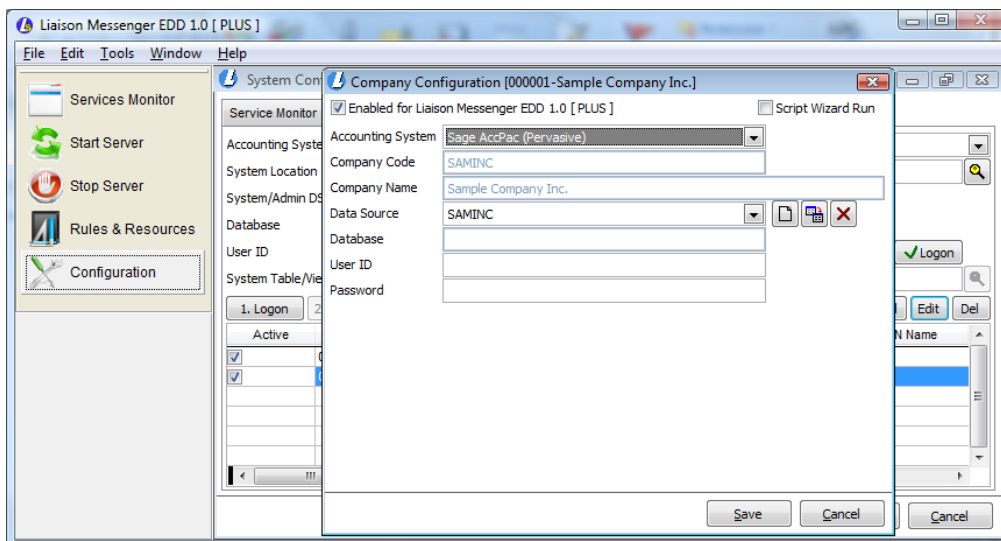 Liaison Messenger EDD 1.0 [ PLUS ]
File Edit Tools Window Help
Services Monitor
Start Server
Stop Server
Rules & Resources
Configuration
System Con
Service Monitor
Accounting Syste
System Location
System/Admin DS
Database
User ID
System Table/Vie
Logon
1. Logon 2
Edit Del
Active
N Name
Cancel
Company Configuration [000001-Sample Company Inc.]
Enabled for Liaison Messenger EDD 1.0 [ PLUS ] Script Wizard Run
Accounting System Sage AccPac (Pervasive)
Company Code SAMINC
Company Name Sample Company Inc.
Data Source SAMINC
Database
User ID
Password
Save Cancel